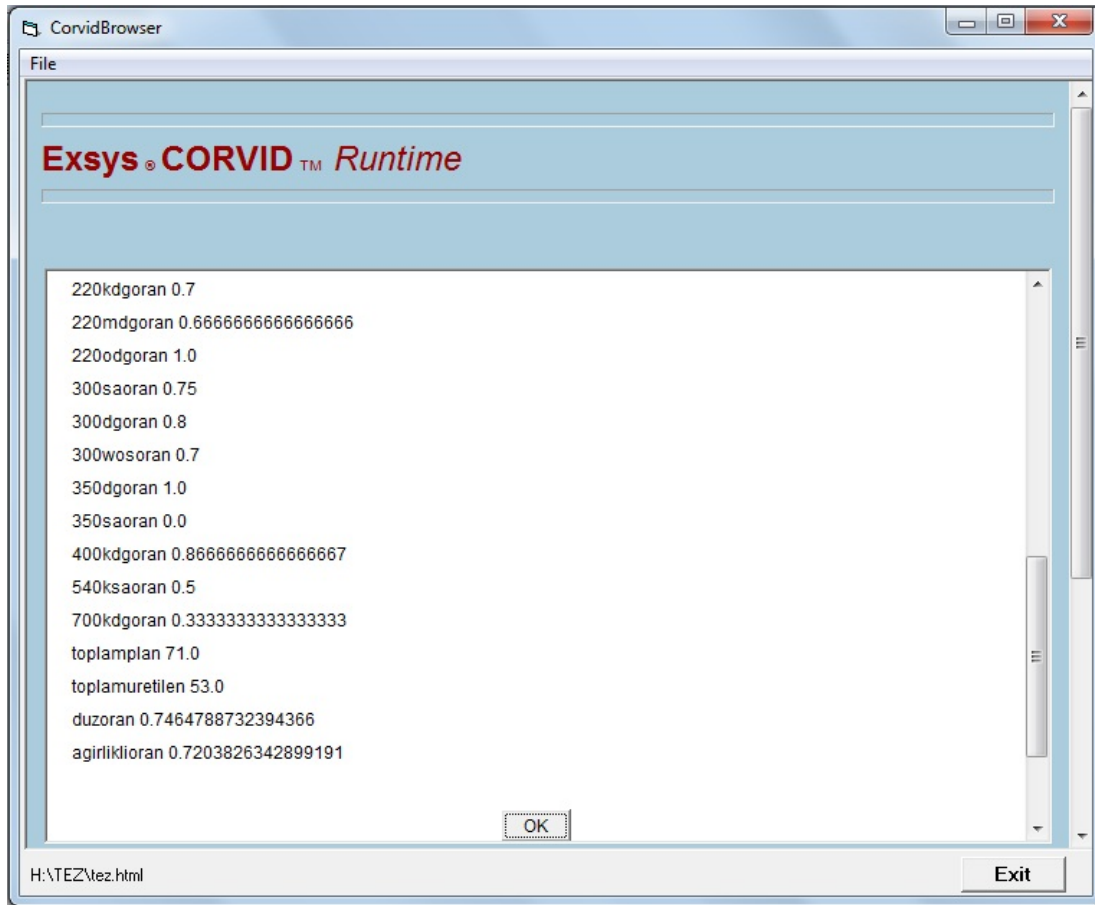 CorvidBrowser
File
Exsys ® CORVID TM Runtime
220kdgoran 0.7
220mdgoran 0.6666666666666666
220odgoran 1.0
300saoran 0.75
300dgoran 0.8
300wosoran 0.7
350dgoran 1.0
350saoran 0.0
400kdgoran 0.8666666666666667
540ksaoran 0.5
700kdgoran 0.3333333333333333
toplamplan 71.0
toplamuretilen 53.0
duzoran 0.7464788732394366
agirliklioran 0.7203826342899191
OK
H:\TEZ\tez.html
Exit